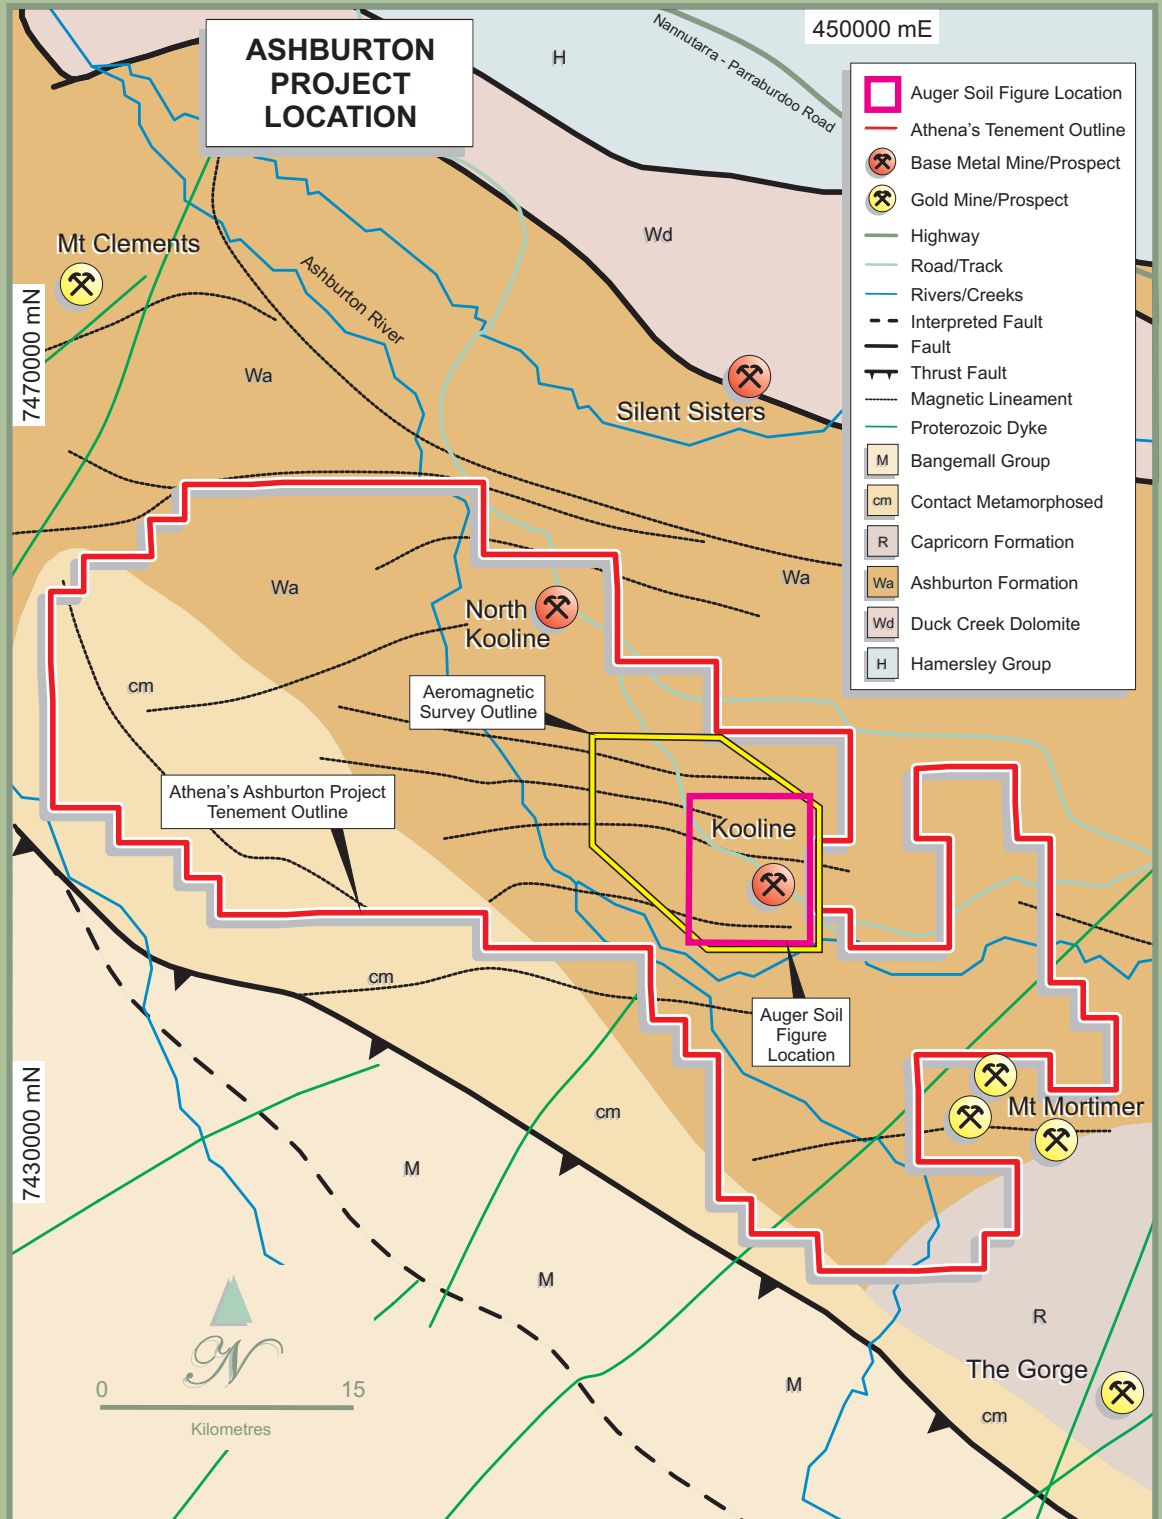 ASHBURTON
PROJECT
LOCATION
450000 mE
H
Nannutarra - Parraburdoo Road
Auger Soil Figure Location
Athena's Tenement Outline
Base Metal Mine/Prospect
Gold Mine/Prospect
Highway
Road/Track
Rivers/Creeks
Interpreted Fault
Fault
Thrust Fault
Magnetic Lineament
Proterozoic Dyke
M Bangemall Group
cm Contact Metamorphosed
R Capricorn Formation
Wa Ashburton Formation
Wd Duck Creek Dolomite
H Hamersley Group
Wd
Mt Clements
Ashburton River
7470000 mN
Wa
Silent Sisters
Wa
Wa
North
Kooline
cm
Aeromagnetic
Survey Outline
Athena's Ashburton Project
Tenement Outline
Kooline
cm
Auger Soil
Figure
Location
7430000 mN
cm
Mt Mortimer
M
M
R
N
The Gorge
M
0 15
Kilometres
cm